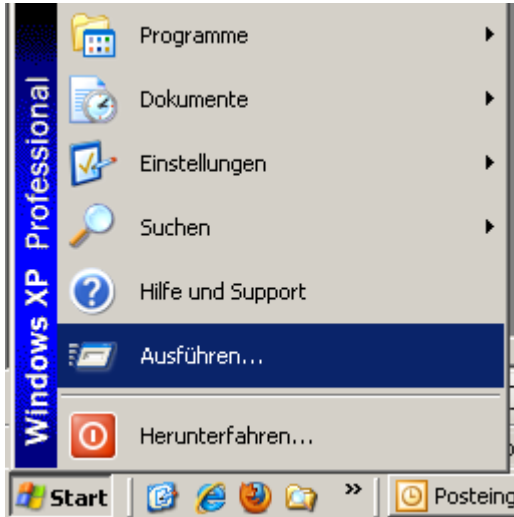 Windows XP Professional
Programme
Dokumente
Einstellungen
Suchen
Hilfe und Support
Ausführen...
Herunterfahren...
Start
»
Posteing